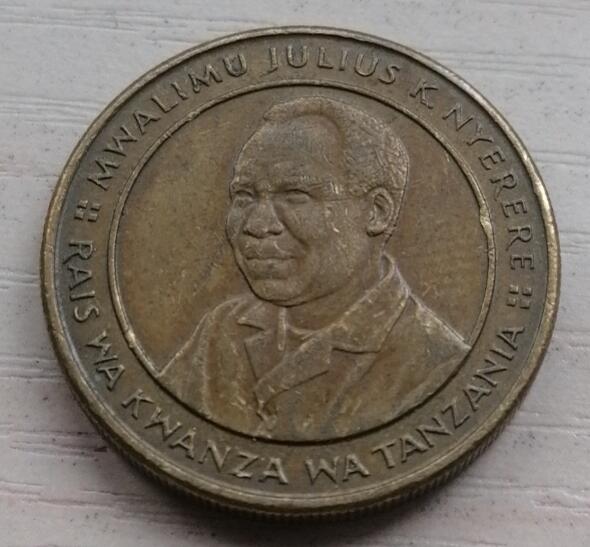 MWALIMU JULIUS K. NYERERE
RAIS WA KWANZA WA TANZANIA